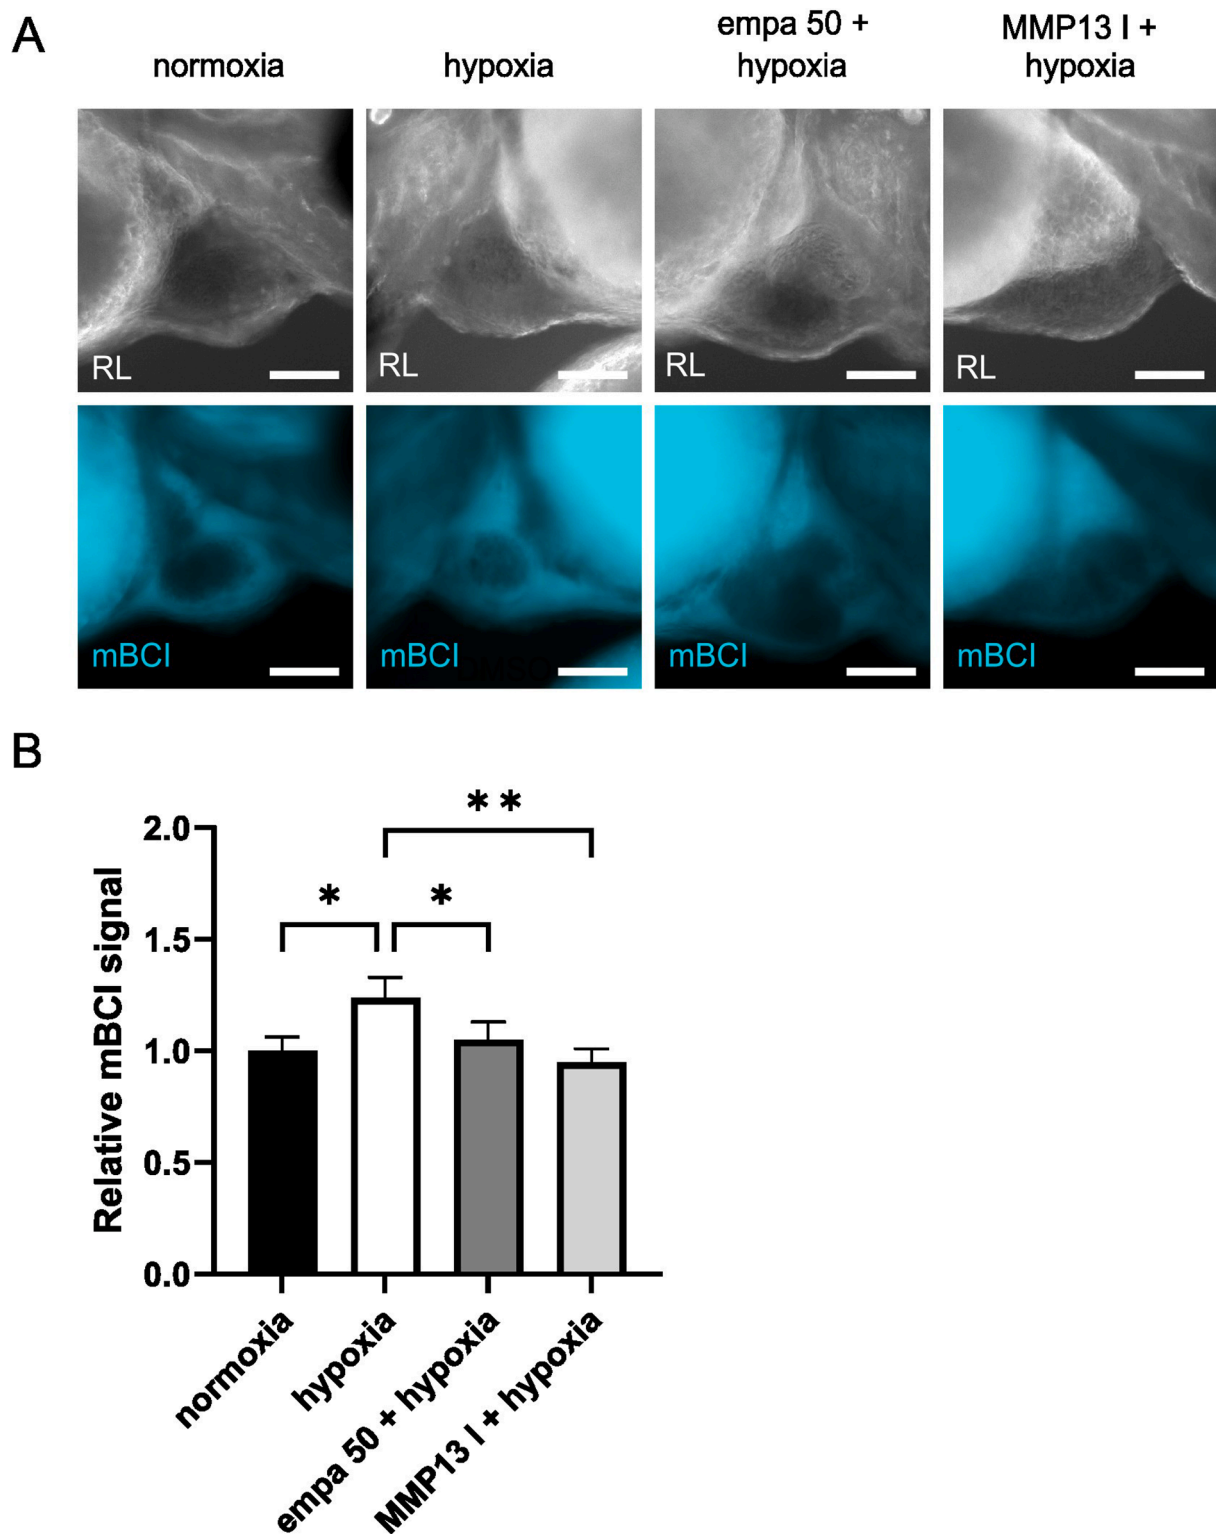 A
normoxia
hypoxia
empa 50 +
hypoxia
MMP13 I +
hypoxia
RL
RL
RL
RL
mBCI
mBCI
DMSO
mBCI
mBCI
B
Relative mBCI signal
2.0
1.5
1.0
0.5
0.0
* *
*
*
normoxia
hypoxia
empa 50 + hypoxia
MMP13 I + hypoxia